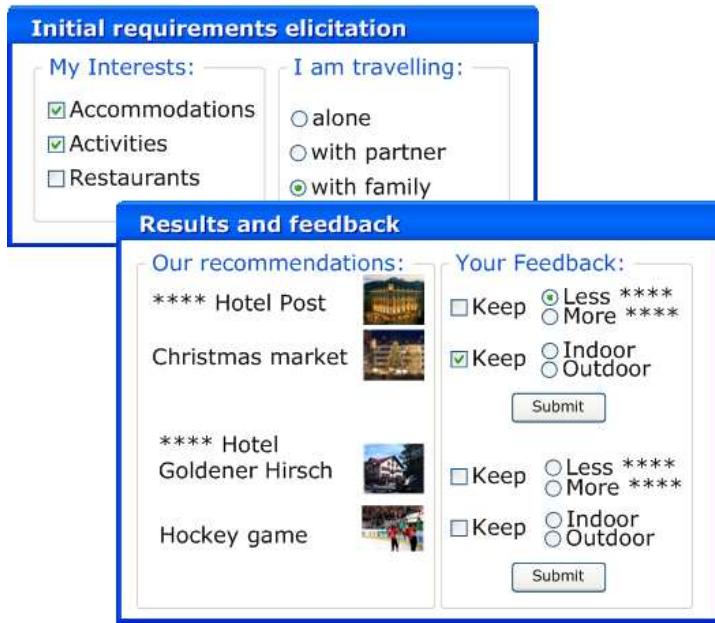 Initial requirements elicitation
My Interests:
Accommodations
Activities
Restaurants
I am travelling:
alone
with partner
with family
Results and feedback
Our recommendations:
**** Hotel Post
Christmas market
**** Hotel
Goldener Hirsch
Hockey game
Your Feedback:
Keep
Less ****
More ****
Keep
Indoor
Outdoor
Submit
Keep
Less ****
More ****
Keep
Indoor
Outdoor
Submit